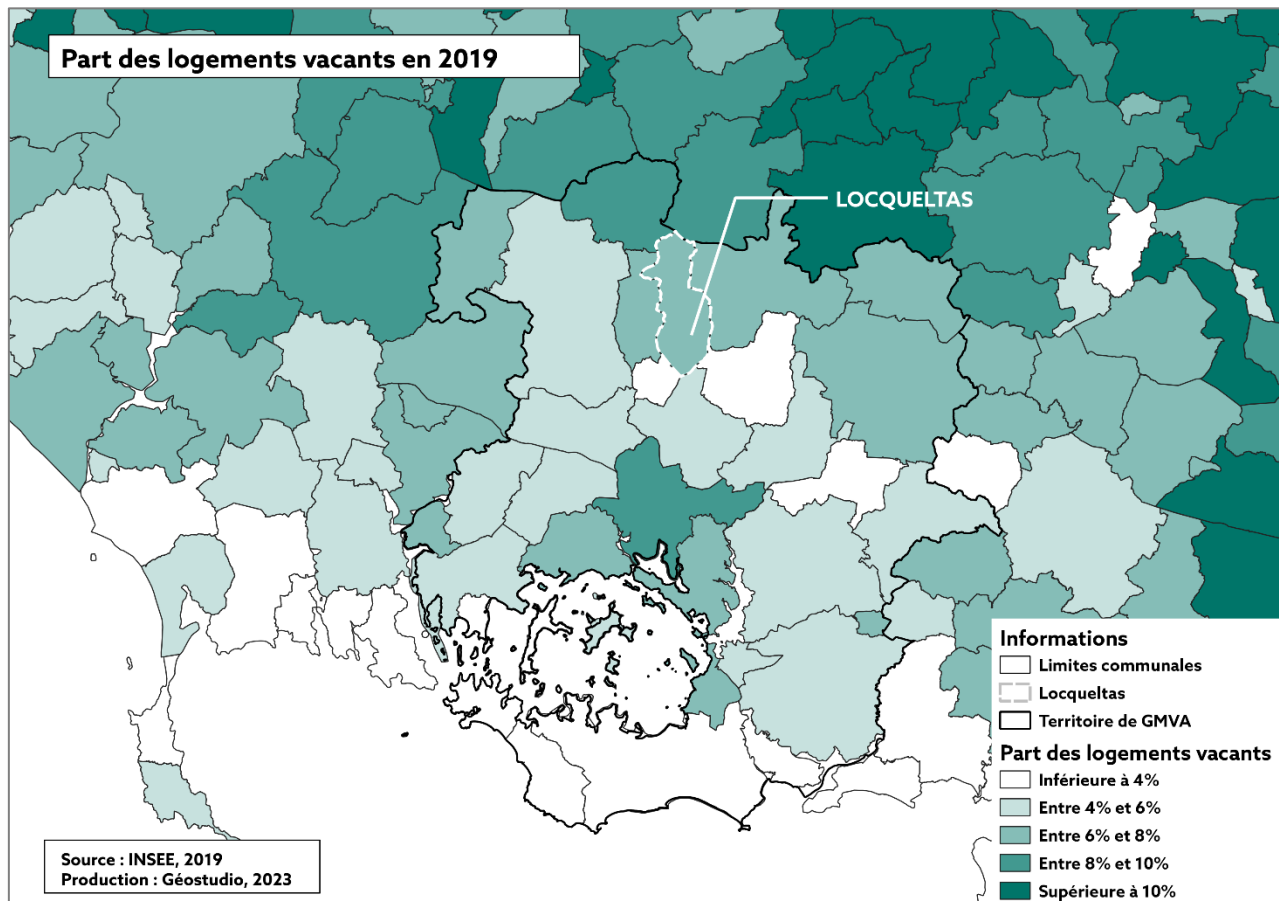 Part des logements vacants en 2019
LOCQUELTAS
Informations
Limites communales
Locqueltas
Territoire de GMVA
Part des logements vacants
Inférieure à 4%
Entre 4% et 6%
Entre 6% et 8%
Entre 8% et 10%
Supérieure à 10%
Source : INSEE, 2019
Production : Géostudio, 2023